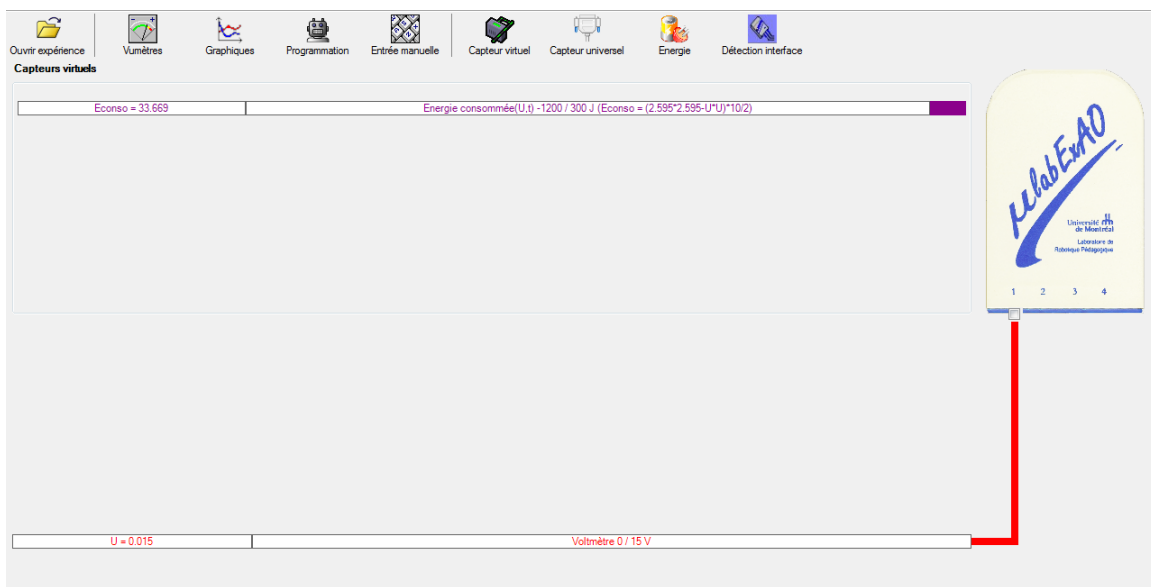 Ouvrir expérience Vumètres Graphiques Programmation Entrée manuelle Capteur virtuel Capteur universel Energie Détection interface
Capteurs virtuels
Econso = 33.669 Energie consommée(U,t) -1200 / 300 J (Econso = (2.595*2.595-U*U)*10/2)
µlabExAO
Université
de Montréal
Laboratoire de
Robotique Pédagogique
1 2 3 4
U = 0.015 Voltmètre 0 / 15 V